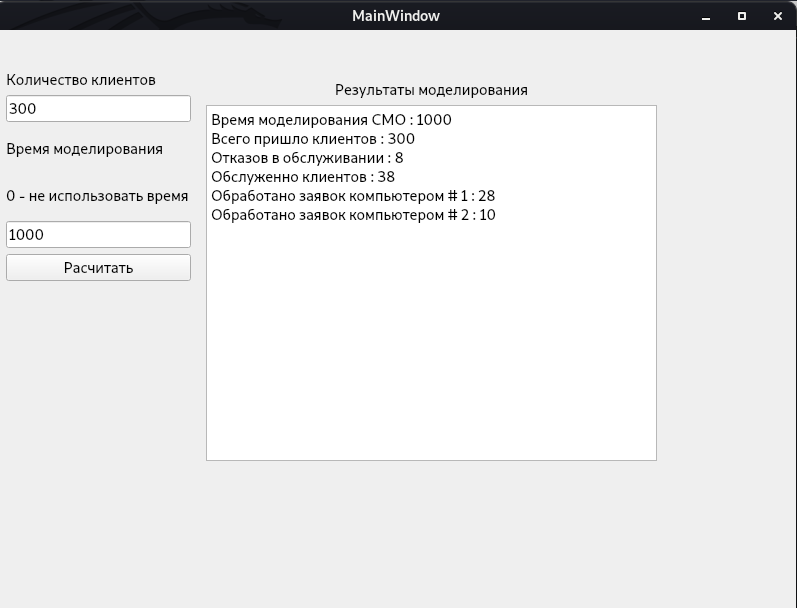 MainWindow
Количество клиентов
300
Время моделирования
0 - не использовать время
1000
Расчитать
Результаты моделирования
Время моделирования СМО : 1000
Всего пришло клиентов : 300
Отказов в обслуживании : 8
Обслуженно клиентов : 38
Обработано заявок компьютером # 1 : 28
Обработано заявок компьютером # 2 : 10